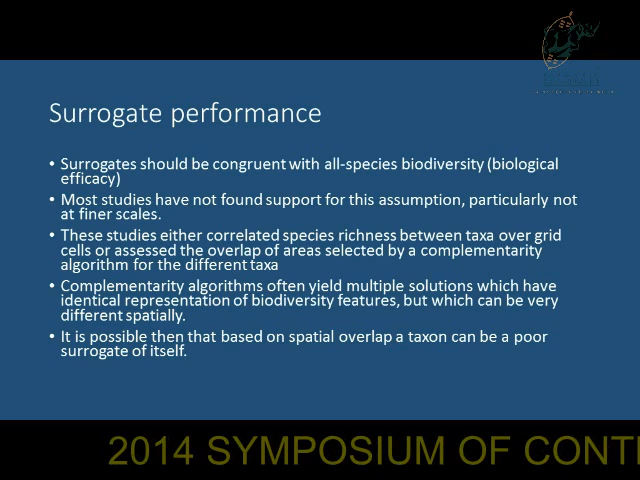 Surrogate performance
• Surrogates should be congruent with all-species biodiversity (biological
efficacy)
• Most studies have not found support for this assumption, particularly not
at finer scales.
• These studies either correlated species richness between taxa over grid
cells or assessed the overlap of areas selected by a complementarity
algorithm for the different taxa
• Complementarity algorithms often yield multiple solutions which have
identical representation of biodiversity features, but which can be very
different spatially.
• It is possible then that based on spatial overlap a taxon can be a poor
surrogate of itself.
2014 SYMPOSIUM OF CONT